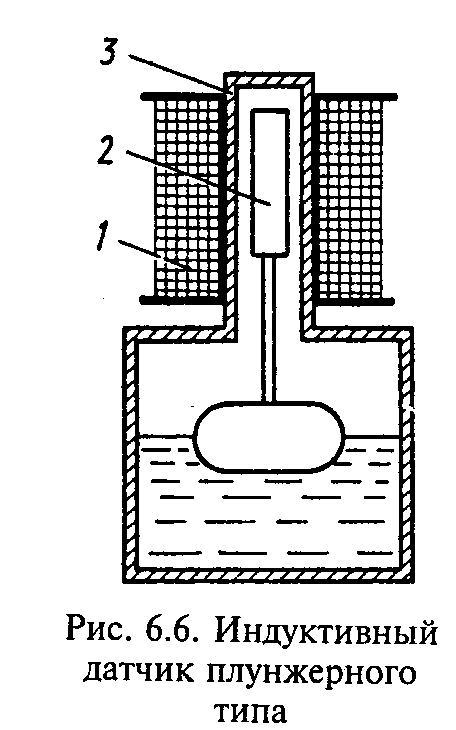 3
2
1
Рис. 6.6. Индуктивный
датчик плунжерного
типа